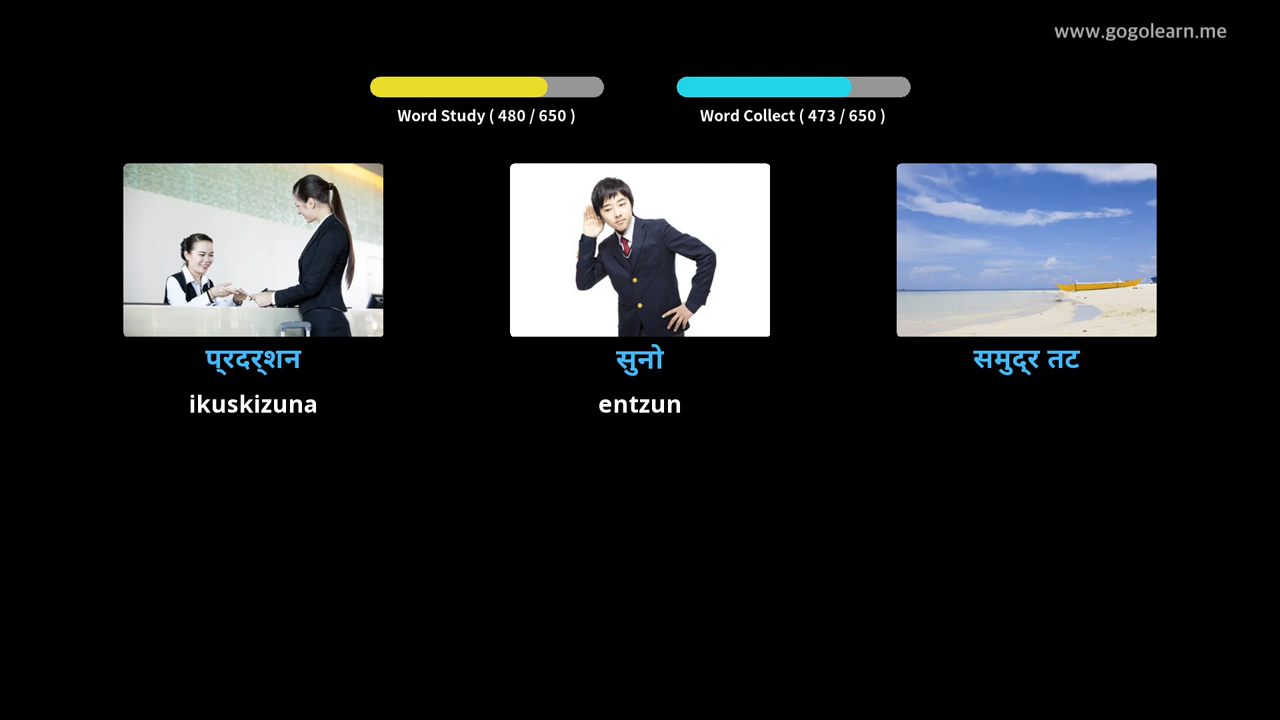 www.gogolearn.me
Word Study ( 480 / 650 )
Word Collect ( 473 / 650 )
प्रदर्शन
सुनो
समुद्र तट
ikuskizuna
entzun